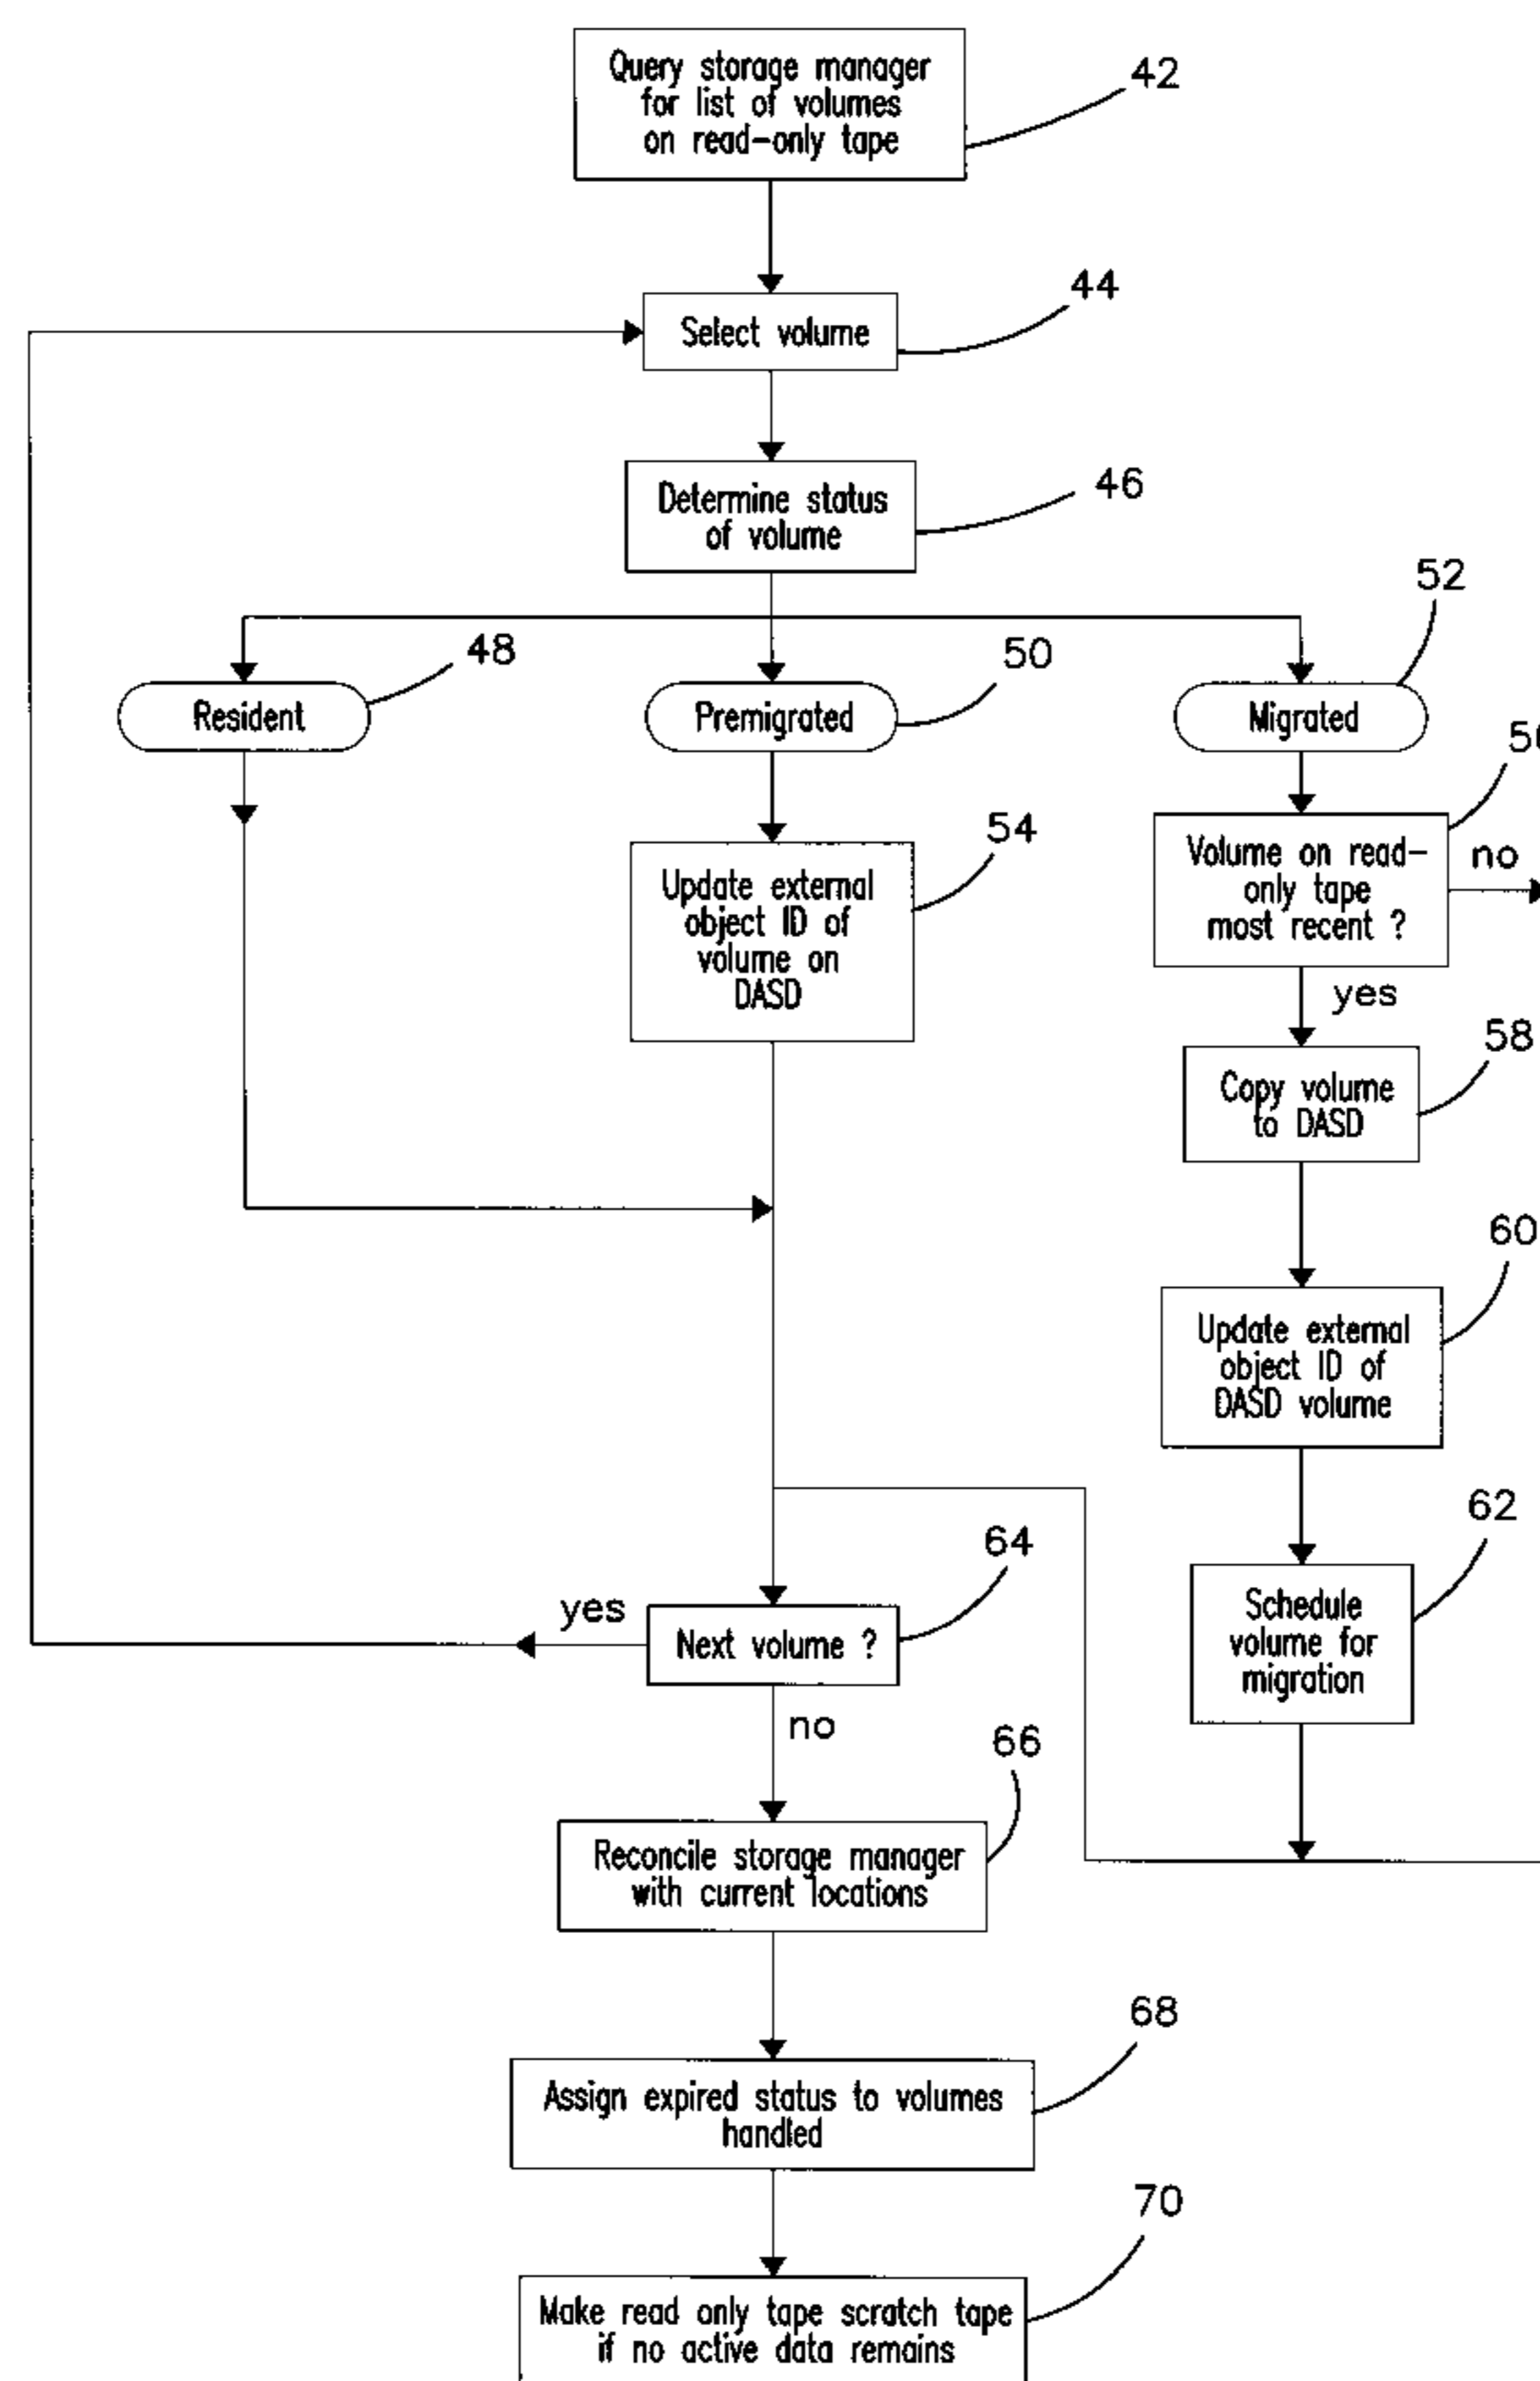 Query storage manager
for list of volumes
on read-only tape
42
Select volume
44
Determine status
of volume
46
52
48
50
Resident
Premigrated
Migrated
Update external
object ID of
volume on
DASD
54
Volume on read-
only tape
most recent ?
no
yes
Copy volume
to DASD
58
Update external
object ID of
DASD volume
60
Schedule
volume for
migration
62
Next volume ?
64
yes
no
Reconcile storage manager
with current locations
66
Assign expired status to volumes
handled
68
Make read only tape scratch tape
if no active data remains
70